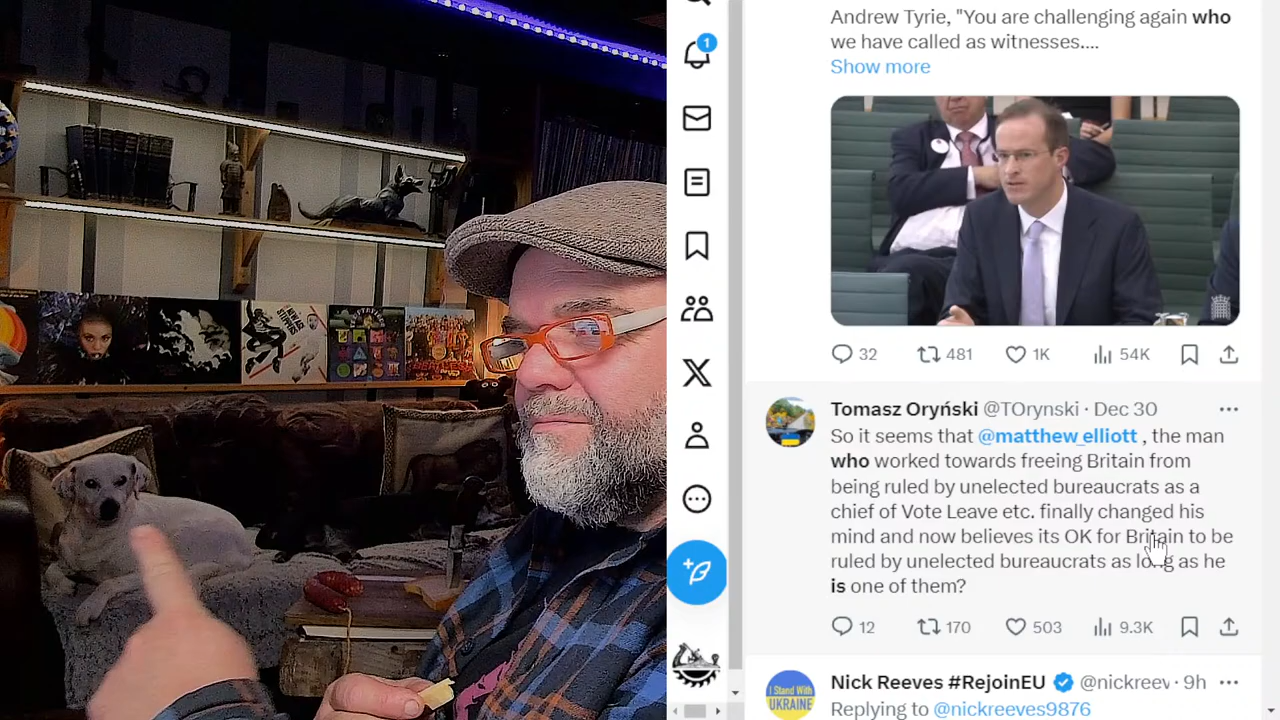 Andrew Tyrie, "You are challenging again who
we have called as witnesses....
Show more
32 481 1K 54K
1
Tomasz Oryński @TOrynski · Dec 30
So it seems that @matthew_elliott , the man
who worked towards freeing Britain from
being ruled by unelected bureaucrats as a
chief of Vote Leave etc. finally changed his
mind and now believes its OK for Britain to be
ruled by unelected bureaucrats as long as he
is one of them?
12 170 503 9.3K
I Stand With
UKRAINE
Nick Reeves #RejoinEU @nickreev · 9h
Replying to @nickreeves9876